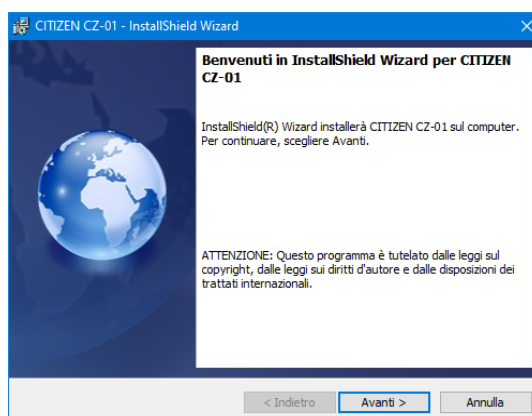 CITIZEN CZ-01 - InstallShield Wizard
Benvenuti in InstallShield Wizard per CITIZEN
CZ-01
InstallShield(R) Wizard installerà CITIZEN CZ-01 sul computer.
Per continuare, scegliere Avanti.
ATTENZIONE: Questo programma è tutelato dalle leggi sul
copyright, dalle leggi sui diritti d'autore e dalle disposizioni dei
trattati internazionali.
< Indietro Avanti > Annulla